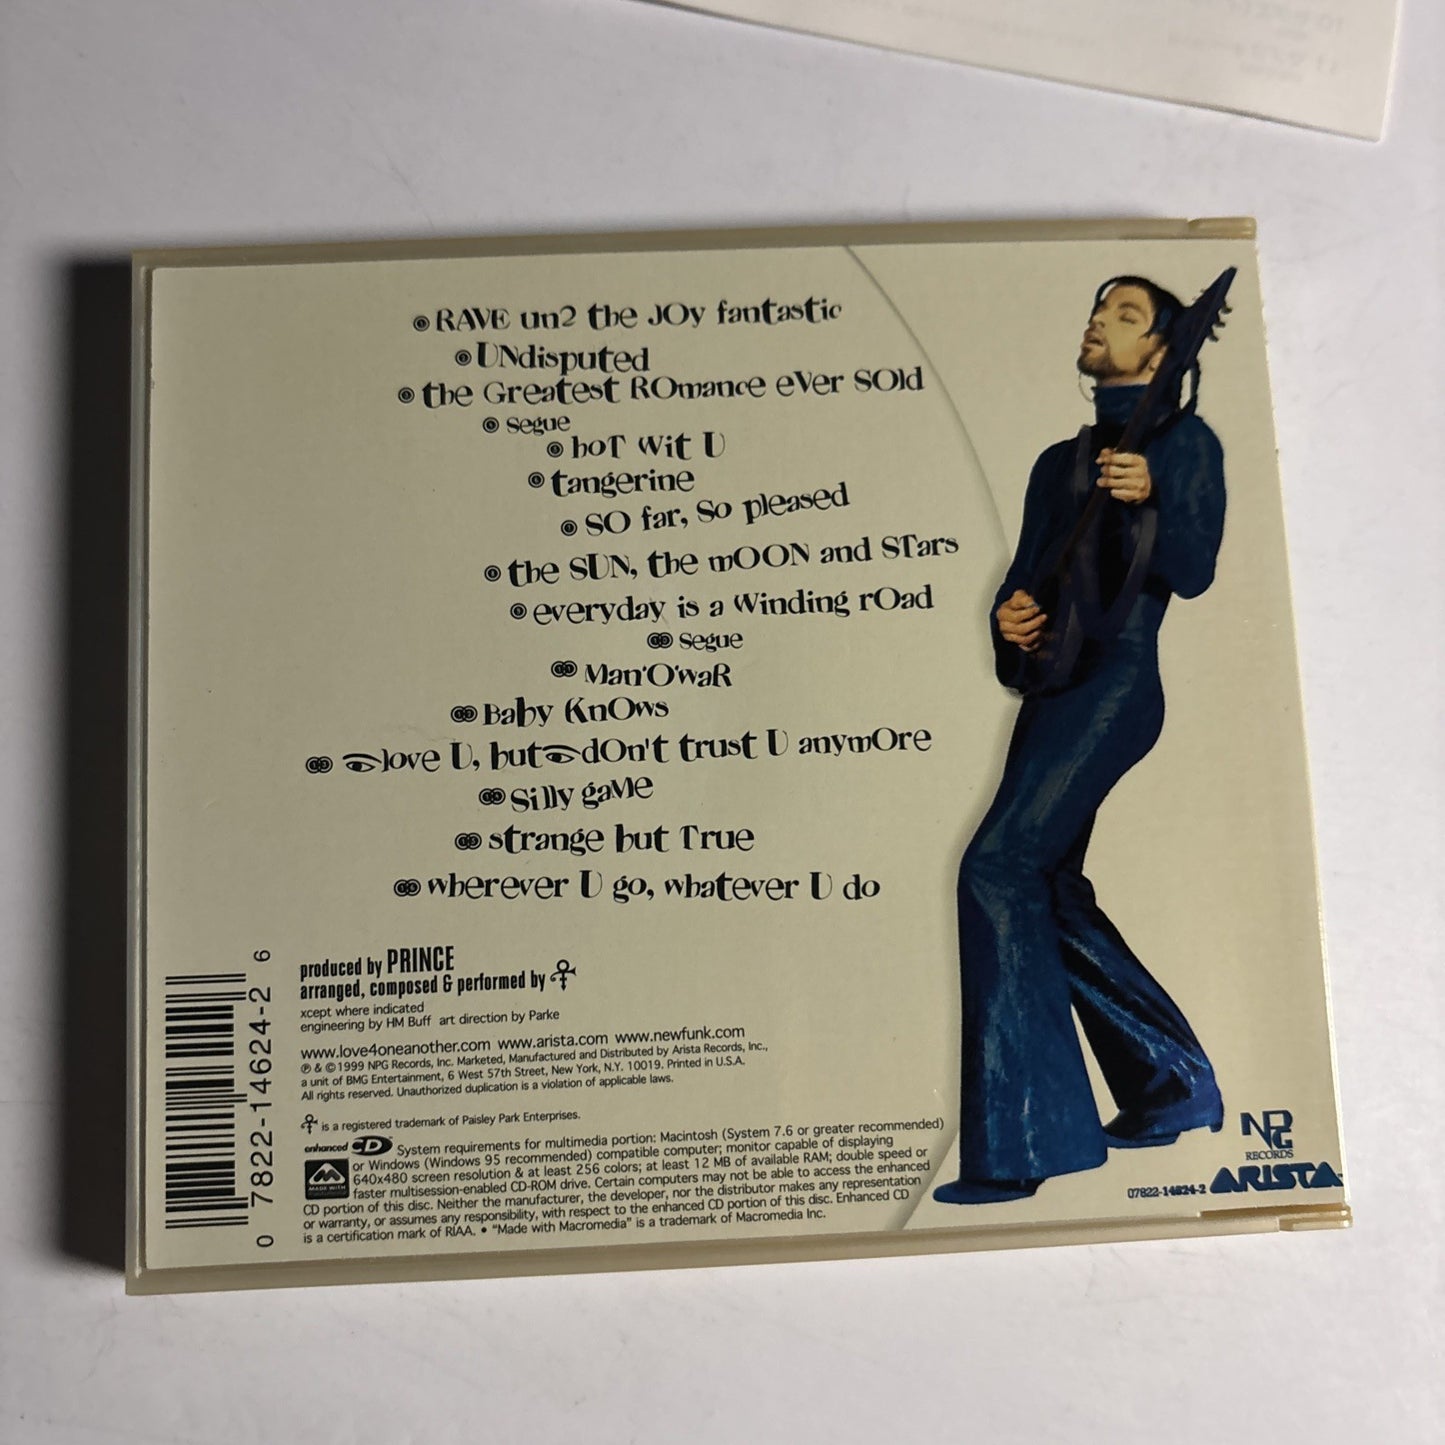 RAVE un2 the JOy fantastic
UNdisputed
the Greatest ROmance eVer SOld
Segue
hoT Wit U
tangerine
SO far, So pleased
the SUN, the mOON and STars
everyday is a Winding rOad
Segue
Man'O'waR
Baby KnOws
love U, but dOn't trust U anymOre
Silly gaMe
strange but True
wherever U go, whatever U do
produced by PRINCE
arranged, composed & performed by
xcept where indicated
engineering by HM Buff art direction by Parke
www.love4oneanother.com www.arista.com www.newfunk.com
℗ & © 1999 NPG Records, Inc. Marketed, Manufactured and Distributed by Arista Records, Inc.,
a unit of BMG Entertainment, 6 West 57th Street, New York, N.Y. 10019. Printed in U.S.A.
All rights reserved. Unauthorized duplication is a violation of applicable laws.
is a registered trademark of Paisley Park Enterprises.
enhanced CD System requirements for multimedia portion: Macintosh (System 7.6 or greater recommended)
or Windows (Windows 95 recommended) compatible computer; monitor capable of displaying
640x480 screen resolution & at least 256 colors; at least 12 MB of available RAM; double speed or
faster multisession-enabled CD-ROM drive. Certain computers may not be able to access the enhanced
CD portion of this disc. Neither the manufacturer, the developer, nor the distributor makes any representation
or warranty, or assumes any responsibility, with respect to the enhanced CD portion of this disc. Enhanced CD
is a certification mark of RIAA. • "Made with Macromedia" is a trademark of Macromedia Inc.
MADE WITH
0 7822-14624-2 6
NPG
RECORDS
07822-14624-2 ARISTA